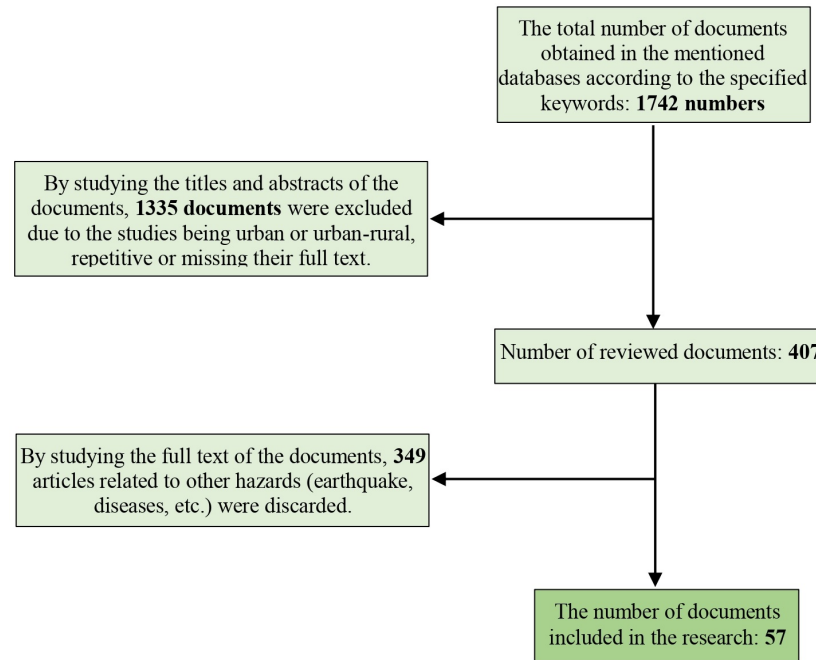 The total number of documents
obtained in the mentioned
databases according to the specified
keywords: 1742 numbers
By studying the titles and abstracts of the
documents, 1335 documents were excluded
due to the studies being urban or urban-rural,
repetitive or missing their full text.
Number of reviewed documents: 407
By studying the full text of the documents, 349
articles related to other hazards (earthquake,
diseases, etc.) were discarded.
The number of documents
included in the research: 57